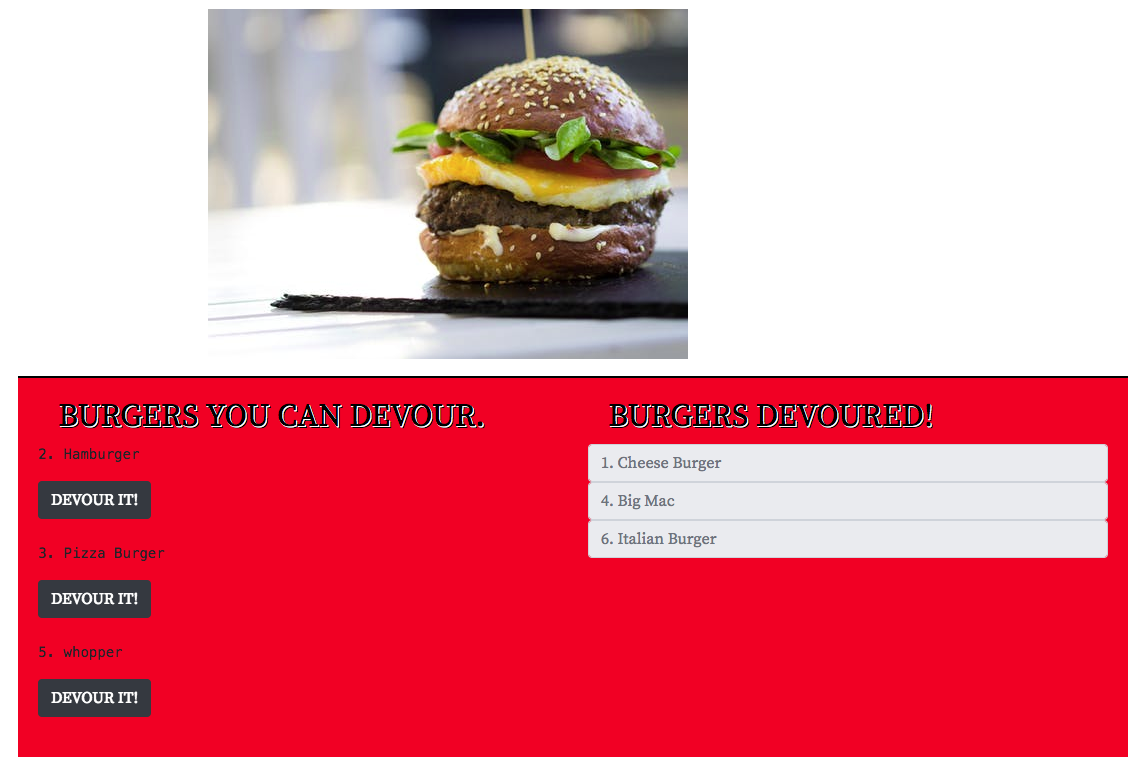 BURGERS YOU CAN DEVOUR.
2. Hamburger
DEVOUR IT!
3. Pizza Burger
DEVOUR IT!
5. whopper
DEVOUR IT!
BURGERS DEVOURED!
1. Cheese Burger
4. Big Mac
6. Italian Burger